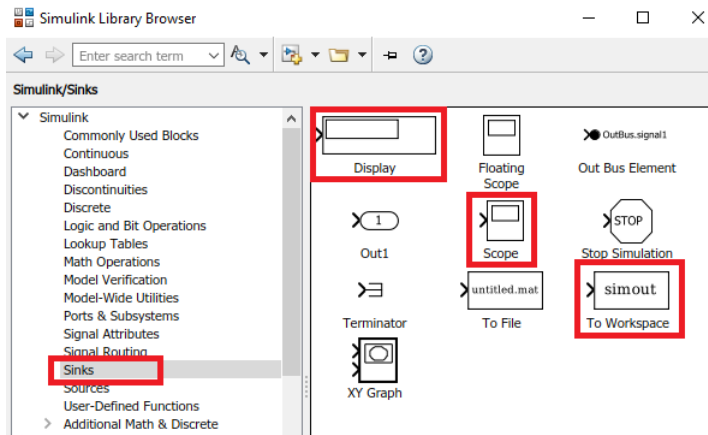 Simulink Library Browser
Enter search term
Simulink/Sinks
Simulink
Commonly Used Blocks
Continuous
Dashboard
Discontinuities
Discrete
Logic and Bit Operations
Lookup Tables
Math Operations
Model Verification
Model-Wide Utilities
Ports & Subsystems
Signal Attributes
Signal Routing
Sinks
Sources
User-Defined Functions
Additional Math & Discrete
Display
Floating
Scope
OutBus.signal1
Out Bus Element
1
Out1
Scope
STOP
Stop Simulation
Terminator
untitled.mat
To File
simout
To Workspace
XY Graph